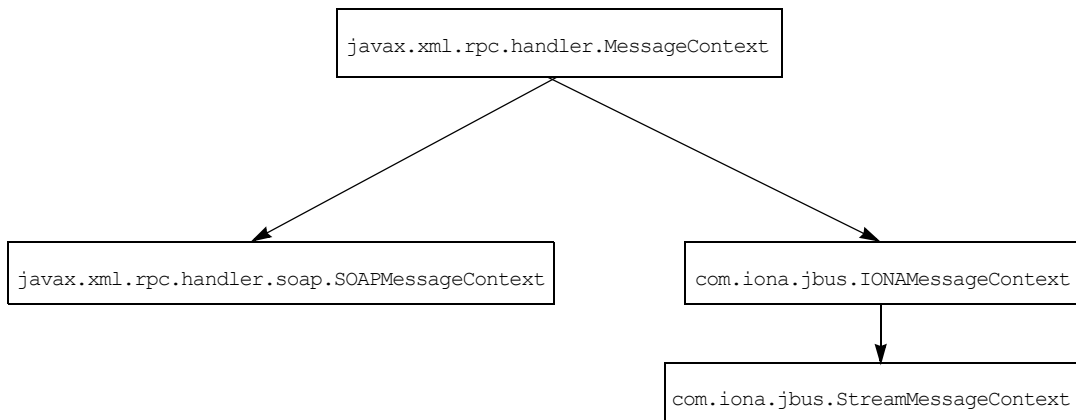 javax.xml.rpc.handler.MessageContext
javax.xml.rpc.handler.soap.SOAPMessageContext
com.iona.jbus.IONAMessageContext
com.iona.jbus.StreamMessageContext